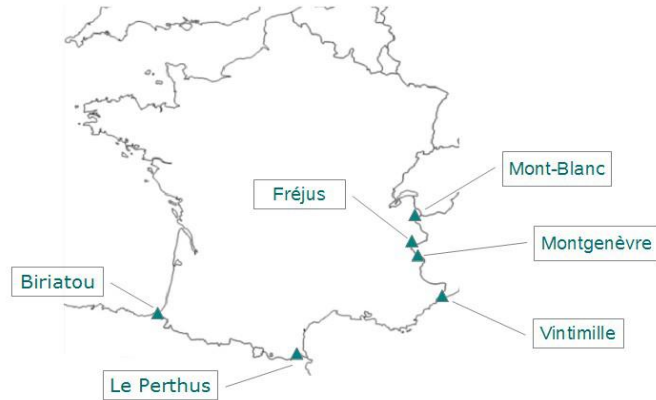 Mont-Blanc
Fréjus
Montgenèvre
Biriatou
Vintimille
Le Perthus